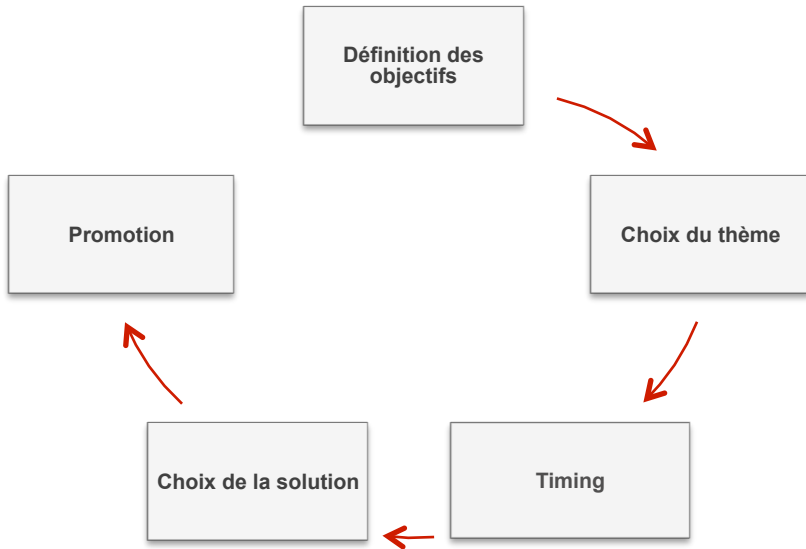 Définition des
objectifs
Choix du thème
Timing
Choix de la solution
Promotion